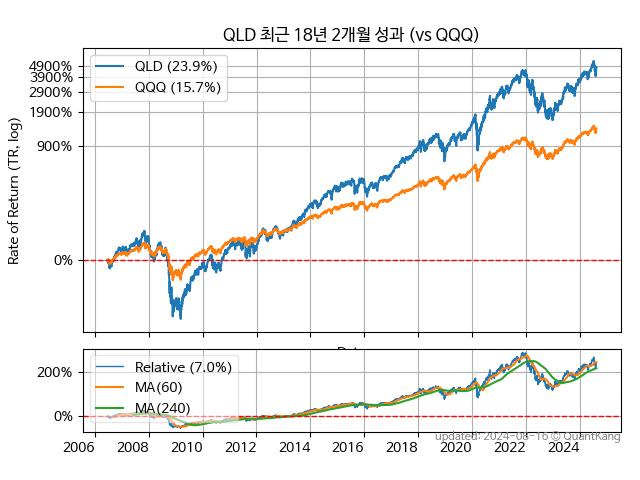 QLD 최근 18년 2개월 성과 (vs QQQ)
Rate of Return (TR, log)
4900%
3900%
2900%
1900%
900%
0%
QLD (23.9%)
QQQ (15.7%)
200%
0%
Relative (7.0%)
MA(60)
MA(240)
2006
2008
2010
2012
2014
2016
2018
2020
2022
2024
updated: 2024-08-16 © QuantKang